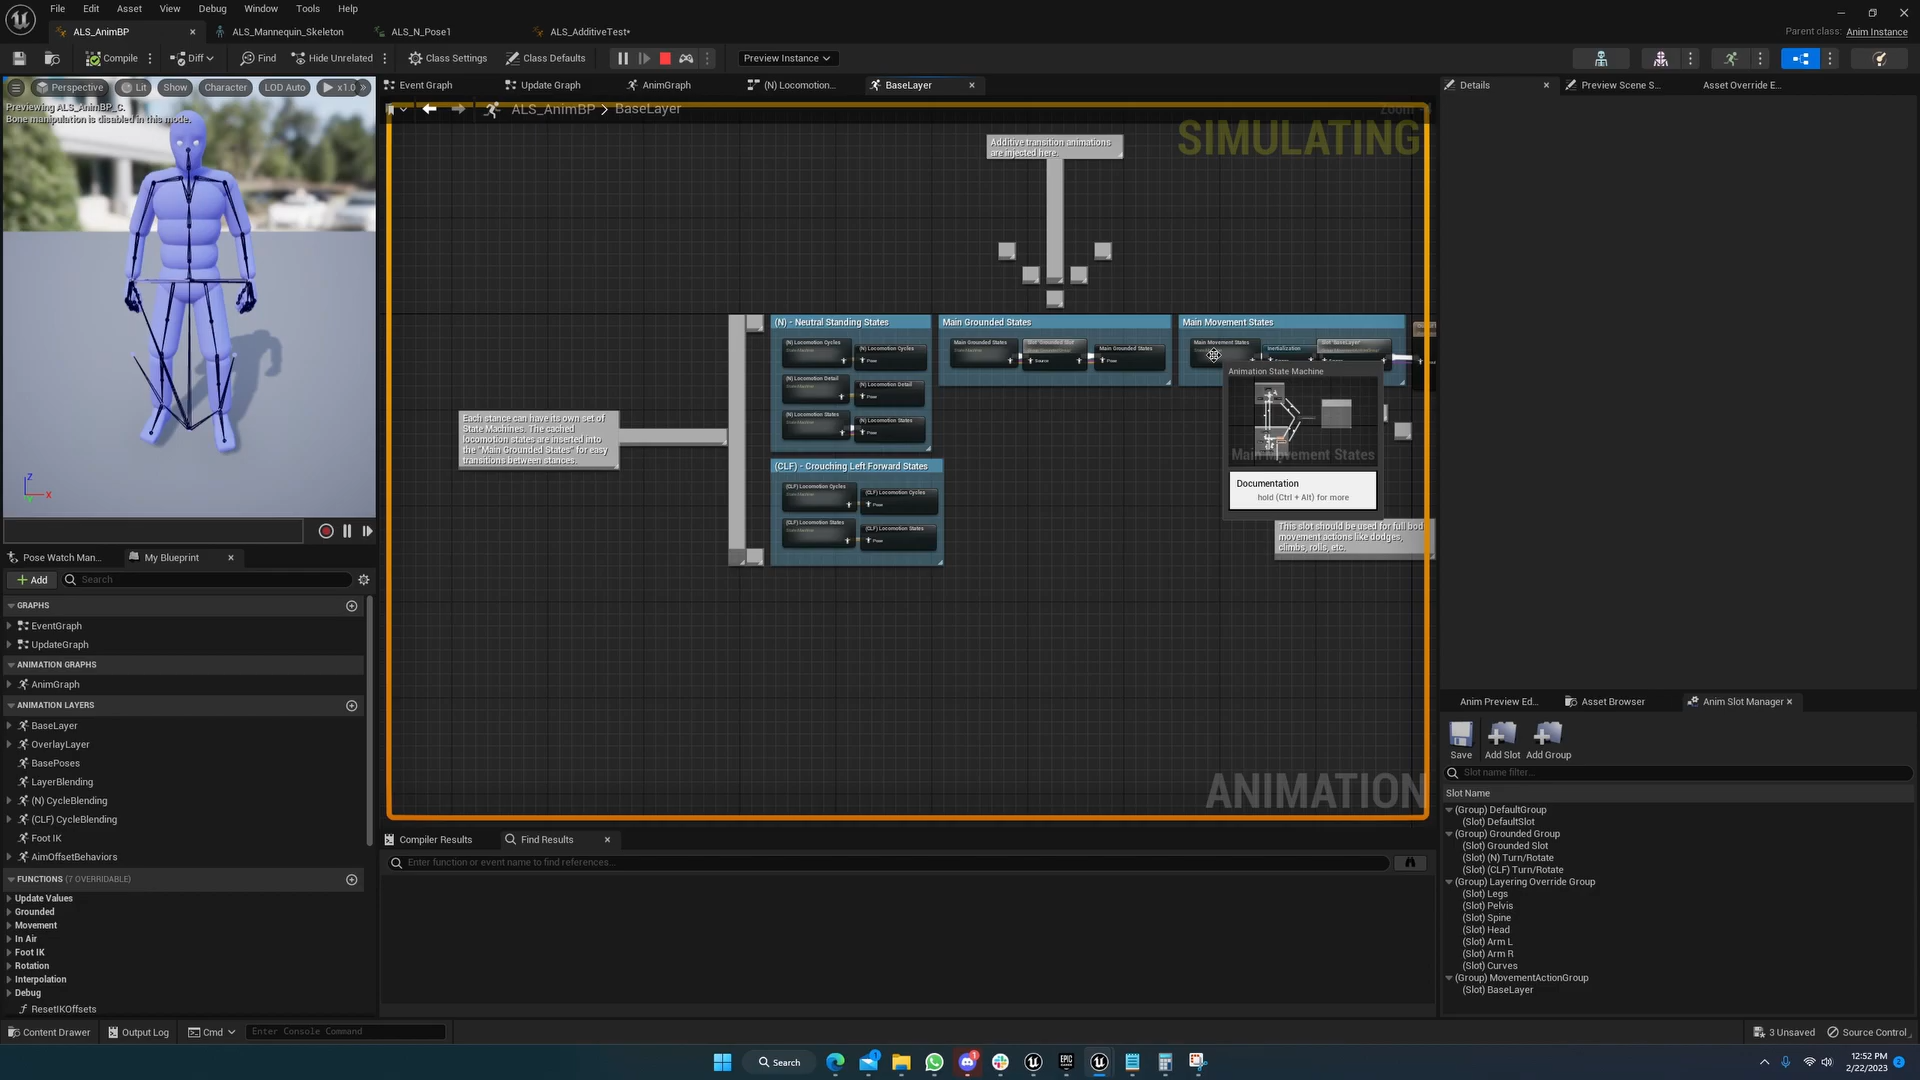 File Edit Asset View Debug Window Tools Help
ALS_AnimBP ALS_Mannequin_Skeleton ALS_N_Pose1 ALS_AdditiveTest*
Parent class: Anim Instance
Compile Diff Find Hide Unrelated Class Settings Class Defaults Preview Instance
Perspective Lit Show Character LOD Auto x1.0
Previewing ALS_AnimBP_C.
Bone manipulation is disabled in this mode.
Z
X
Event Graph Update Graph AnimGraph (N) Locomotion... BaseLayer
ALS_AnimBP > BaseLayer
Zoom
SIMULATING
Additive transition animations
are injected here.
(N) - Neutral Standing States
(N) Locomotion Cycles
(N) Locomotion Cycles
Pose
(N) Locomotion Detail
(N) Locomotion Detail
Pose
(N) Locomotion States
(N) Locomotion States
Pose
Main Grounded States
Main Grounded States
Slot 'Grounded Slot'
Source
Main Grounded States
Pose
Main Movement States
Main Movement States
Inertialization
Slot 'BaseLayer'
Animation State Machine
Main Movement States
Documentation
hold (Ctrl + Alt) for more
Each stance can have its own set of
State Machines. The cached
locomotion states are inserted into
the "Main Grounded States" for easy
transitions between stances.
(CLF) - Crouching Left Forward States
(CLF) Locomotion Cycles
(CLF) Locomotion Cycles
Pose
(CLF) Locomotion States
(CLF) Locomotion States
Pose
This slot should be used for full bod
movement actions like dodges,
climbs, rolls, etc.
ANIMATION
Pose Watch Man... My Blueprint
Add Search
GRAPHS
EventGraph
UpdateGraph
ANIMATION GRAPHS
AnimGraph
ANIMATION LAYERS
BaseLayer
OverlayLayer
BasePoses
LayerBlending
(N) CycleBlending
(CLF) CycleBlending
Foot IK
AimOffsetBehaviors
FUNCTIONS (7 OVERRIDABLE)
Update Values
Grounded
Movement
In Air
Foot IK
Rotation
Interpolation
Debug
ResetIKOffsets
Compiler Results Find Results
Enter function or event name to find references...
Details Preview Scene S... Asset Override E...
Anim Preview Ed... Asset Browser Anim Slot Manager
Save Add Slot Add Group
Slot name filter...
Slot Name
(Group) DefaultGroup
(Slot) DefaultSlot
(Group) Grounded Group
(Slot) Grounded Slot
(Slot) (N) Turn/Rotate
(Slot) (CLF) Turn/Rotate
(Group) Layering Override Group
(Slot) Legs
(Slot) Pelvis
(Slot) Spine
(Slot) Head
(Slot) Arm L
(Slot) Arm R
(Slot) Curves
(Group) MovementActionGroup
(Slot) BaseLayer
Content Drawer Output Log Cmd Enter Console Command
3 Unsaved Source Control
Search
EPIC
1
12:52 PM
2/22/2023
2